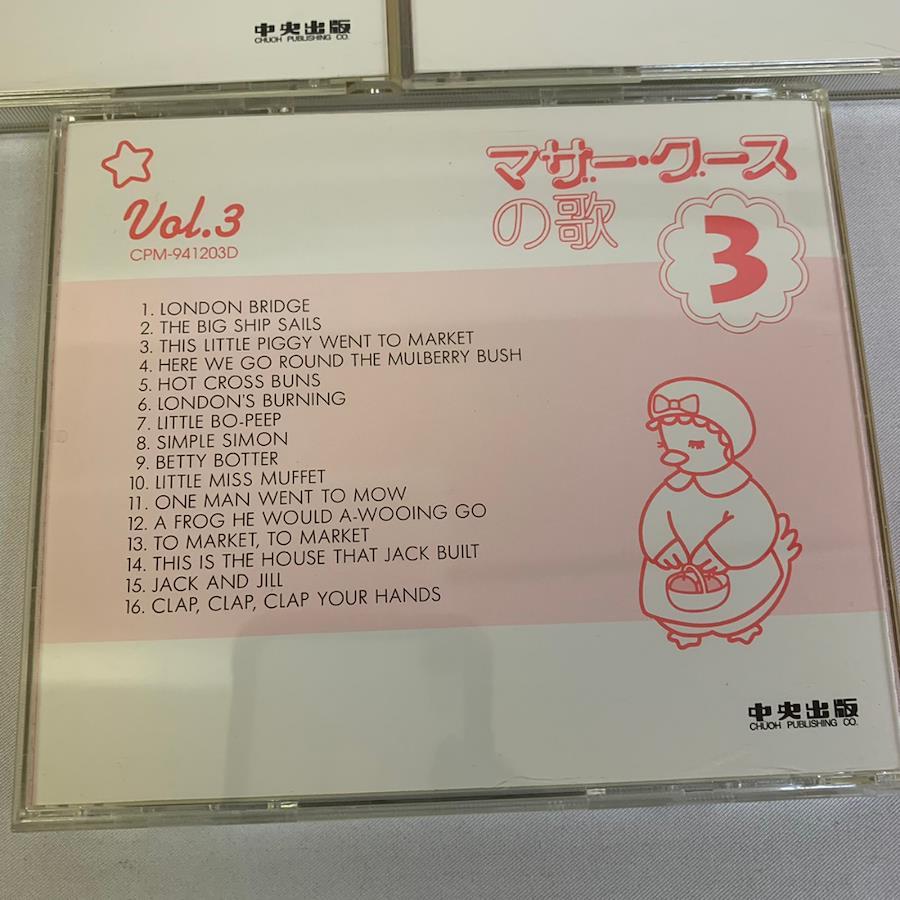 中央出版
CHUOH PUBLISHING CO.
マザー・グース
の歌
3
Vol.3
CPM-941203D
1. LONDON BRIDGE
2. THE BIG SHIP SAILS
3. THIS LITTLE PIGGY WENT TO MARKET
4. HERE WE GO ROUND THE MULBERRY BUSH
5. HOT CROSS BUNS
6. LONDON'S BURNING
7. LITTLE BO-PEEP
8. SIMPLE SIMON
9. BETTY BOTTER
10. LITTLE MISS MUFFET
11. ONE MAN WENT TO MOW
12. A FROG HE WOULD A-WOOING GO
13. TO MARKET, TO MARKET
14. THIS IS THE HOUSE THAT JACK BUILT
15. JACK AND JILL
16. CLAP, CLAP, CLAP YOUR HANDS
中央出版
CHUOH PUBLISHING CO.